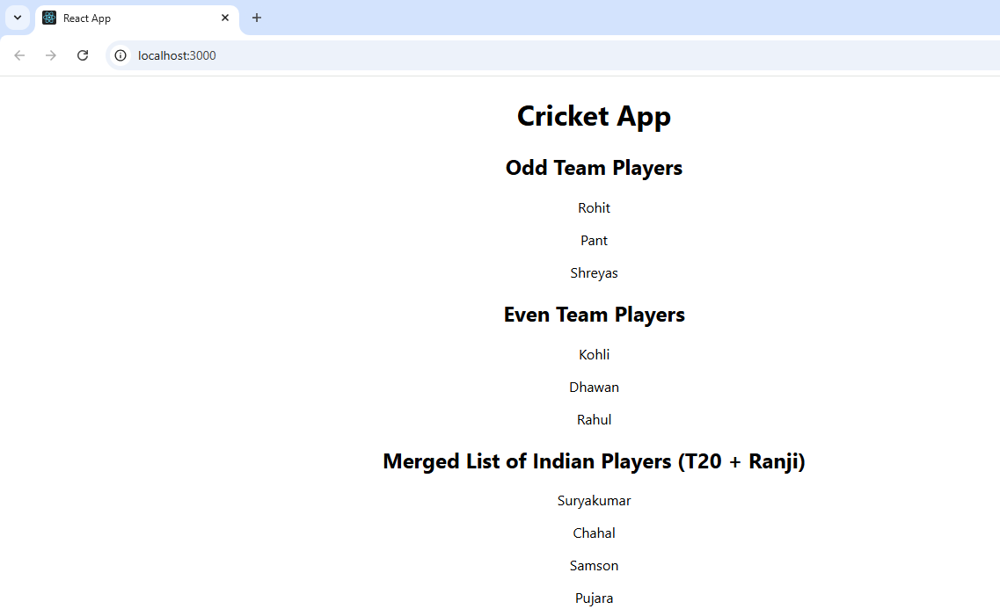 React App
localhost:3000
Cricket App
Odd Team Players
Rohit
Pant
Shreyas
Even Team Players
Kohli
Dhawan
Rahul
Merged List of Indian Players (T20 + Ranji)
Suryakumar
Chahal
Samson
Pujara